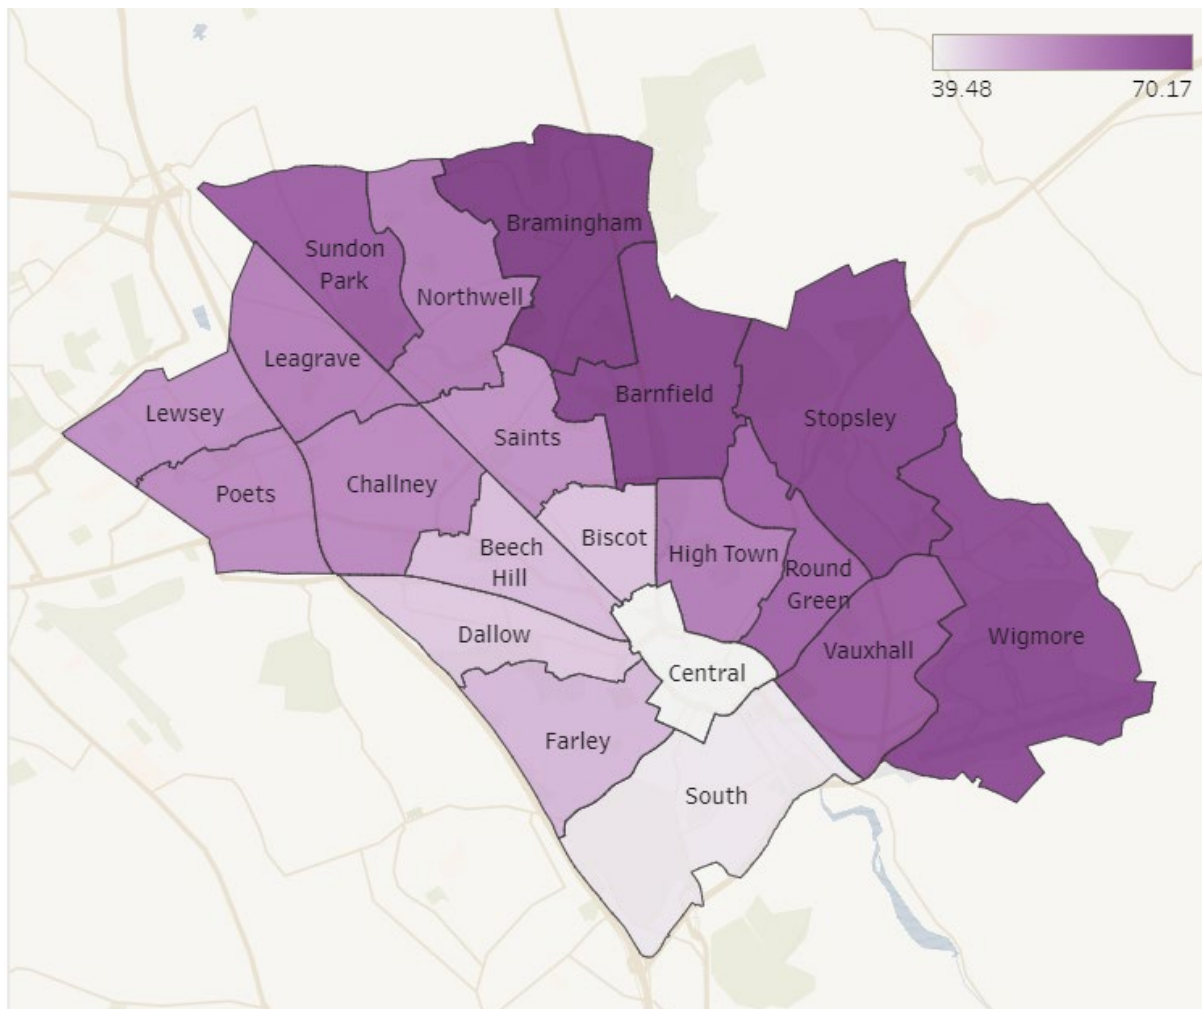 39.48 70.17
Bramingham
Sundon
Park
Northwell
Leagrave
Barnfield
Lewsey
Stopsley
Saints
Challney
Poets
Biscot
Beech
Hill
High Town
Round
Green
Dallow
Wigmore
Vauxhall
Central
Farley
South